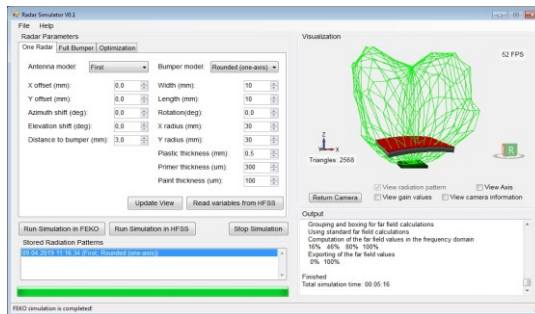 Radar Simulator V0.1
File Help
Radar Parameters
One Radar Full Bumper Optimization
Antenna model: First Bumper model: Rounded (one-axis)
X offset (mm): 0,0 Width (mm): 10
Y offset (mm): 0,0 Length (mm): 10
Azimuth shift (deg): 0,0 Rotation(deg): 0,0
Elevation shift (deg): 0,0 X radius (mm): 30
Distance to bumper (mm): 3,0 Y radius (mm): 30
Plastic thickness (mm): 0,5
Primer thickness (um): 300
Paint thickness (um): 100
Update View Read variables from HFSS
Run Simulation in FEKO Run Simulation in HFSS Stop Simulation
Stored Radiation Patterns
09.04.2019 11:16:34 (First, Rounded (one-axis))
FEKO simulation is completed!
Visualization
52 FPS
Z
X
R
Triangles: 2568
View radiation pattern View Axis
Return Camera View gain values View camera information
Output
Grouping and boxing for far field calculations
Using standard far field calculations
Computation of the far field values in the frequency domain
16% 46% 80% 100%
Exporting of the far field values
0% 100%
Finished
Total simulation time: 00:05:16